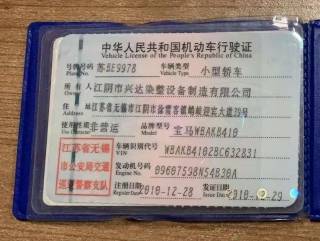 中华人民共和国机动车行驶证
Vehicle License of the People's Republic of China
号牌号码 Plate No. 苏BE9978 车辆类型 Vehicle Type 小型轿车
所有人 江阴市兴达染整设备制造有限公司
住址 江苏省无锡市江阴市徐霞客镇峭岐迎宾大道29号
使用性质 非营运 品牌型号 宝马WBAKB410
江苏省无锡
市公安局交通
巡逻警察支队
车辆识别代号 VIN WBAKB4102BC632831
发动机号码 Engine No. 09687598N54B30A
注册日期 Register Date 2010-12-28 发证日期 Issue Date 2010-12-29